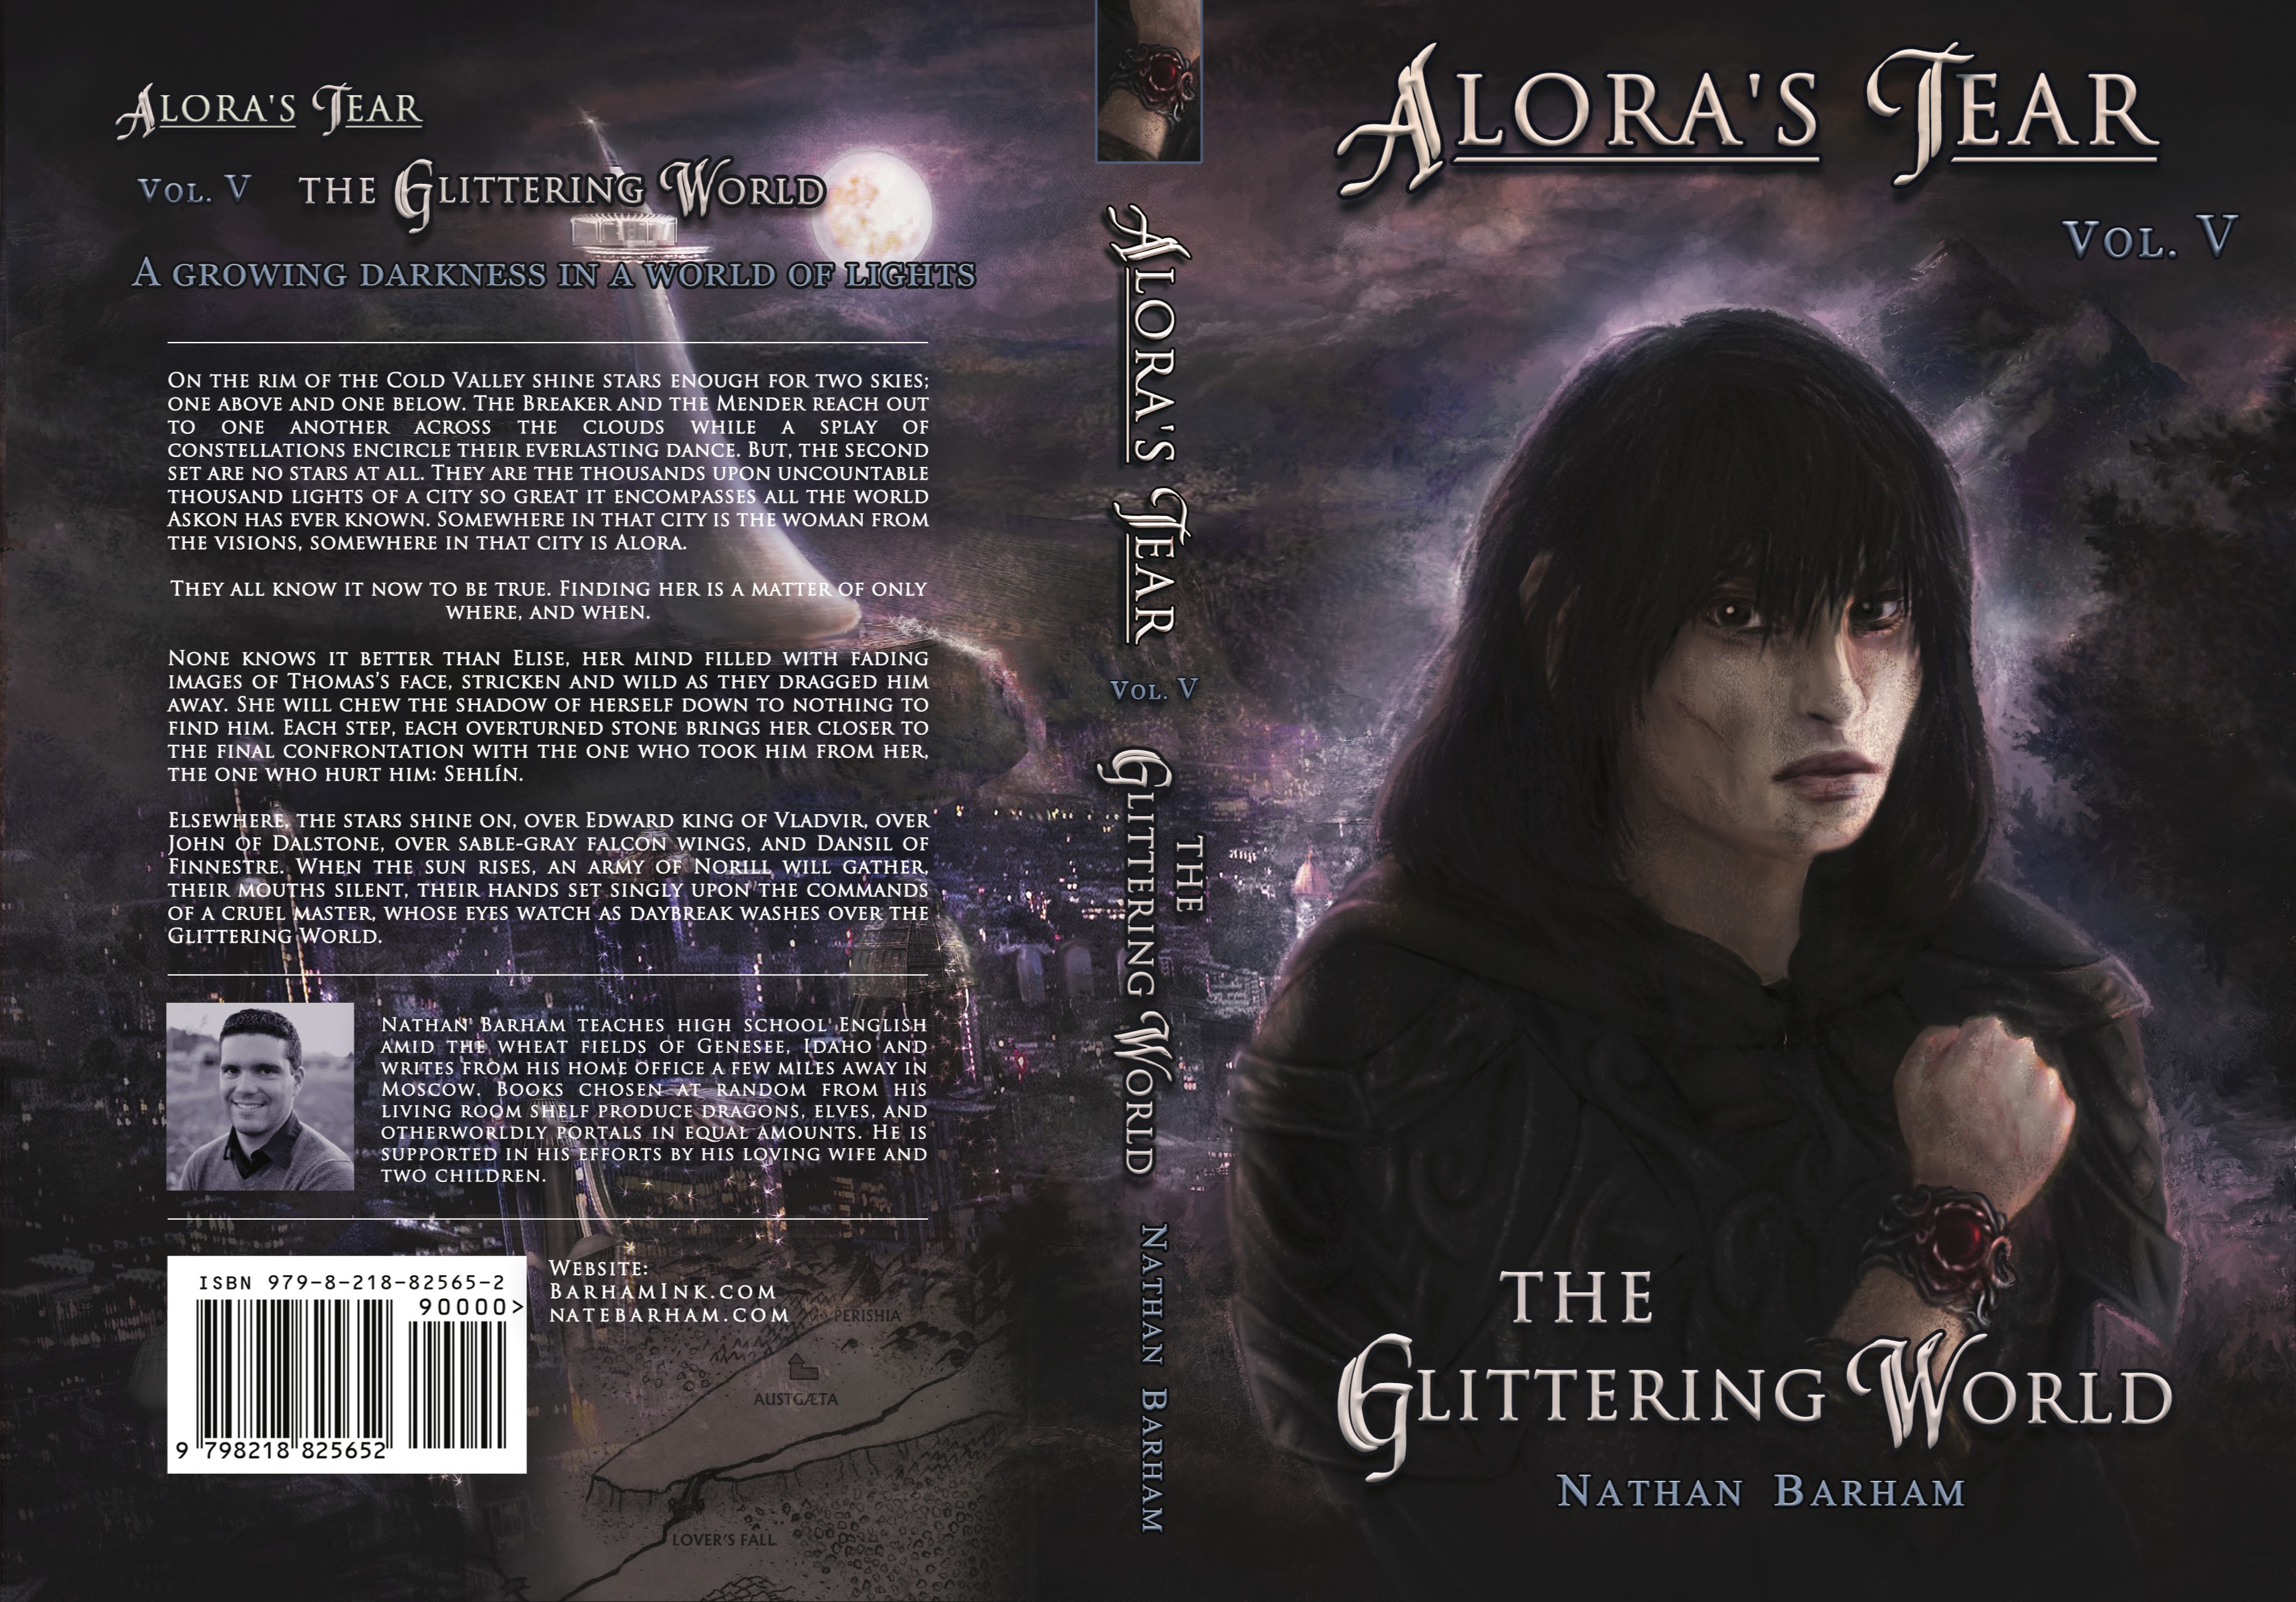 Alora's Tear
Vol. V The Glittering World
A growing darkness in a world of lights
On the rim of the Cold Valley shine stars enough for two skies;
one above and one below. The Breaker and the Mender reach out
to one another across the clouds while a splay of
constellations encircle their everlasting dance. But, the second
set are no stars at all. They are the thousands upon uncountable
thousand lights of a city so great it encompasses all the world
Askon has ever known. Somewhere in that city is the woman from
the visions, somewhere in that city is Alora.
They all know it now to be true. Finding her is a matter of only
where, and when.
None knows it better than Elise, her mind filled with fading
images of Thomas's face, stricken and wild as they dragged him
away. She will chew the shadow of herself down to nothing to
find him. Each step, each overturned stone brings her closer to
the final confrontation with the one who took him from her,
the one who hurt him: Sehlín.
Elsewhere, the stars shine on, over Edward king of Vladvir, over
John of Dalstone, over sable-gray falcon wings, and Dansil of
Finnestre. When the sun rises, an army of Norill will gather,
their mouths silent, their hands set singly upon the commands
of a cruel master, whose eyes watch as daybreak washes over the
Glittering World.
Nathan Barham teaches high school English
amid the wheat fields of Genesee, Idaho and
writes from his home office a few miles away in
Moscow. Books chosen at random from his
living room shelf produce dragons, elves, and
otherworldly portals in equal amounts. He is
supported in his efforts by his loving wife and
two children.
ISBN 979-8-218-82565-2
90000>
9 798218 825652
Website:
BarhamInk.com
natebarham.com
PERISHIA
AUSTGÆTA
LOVER'S FALL
Alora's Tear
Vol. V
The
Glittering World
Nathan Barham
Alora's Tear
Vol. V
The
Glittering World
Nathan Barham